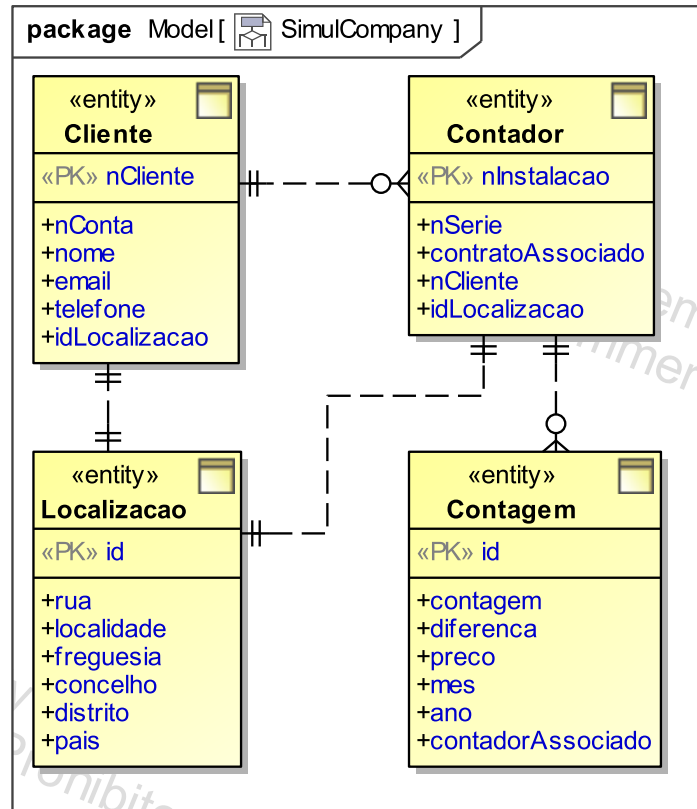 package Model [ SimulCompany ]
«entity»
Cliente
«PK» nCliente
+nConta
+nome
+email
+telefone
+idLocalizacao
«entity»
Contador
«PK» nInstalacao
+nSerie
+contratoAssociado
+nCliente
+idLocalizacao
«entity»
Localizacao
«PK» id
+rua
+localidade
+freguesia
+concelho
+distrito
+pais
«entity»
Contagem
«PK» id
+contagem
+diferenca
+preco
+mes
+ano
+contadorAssociado